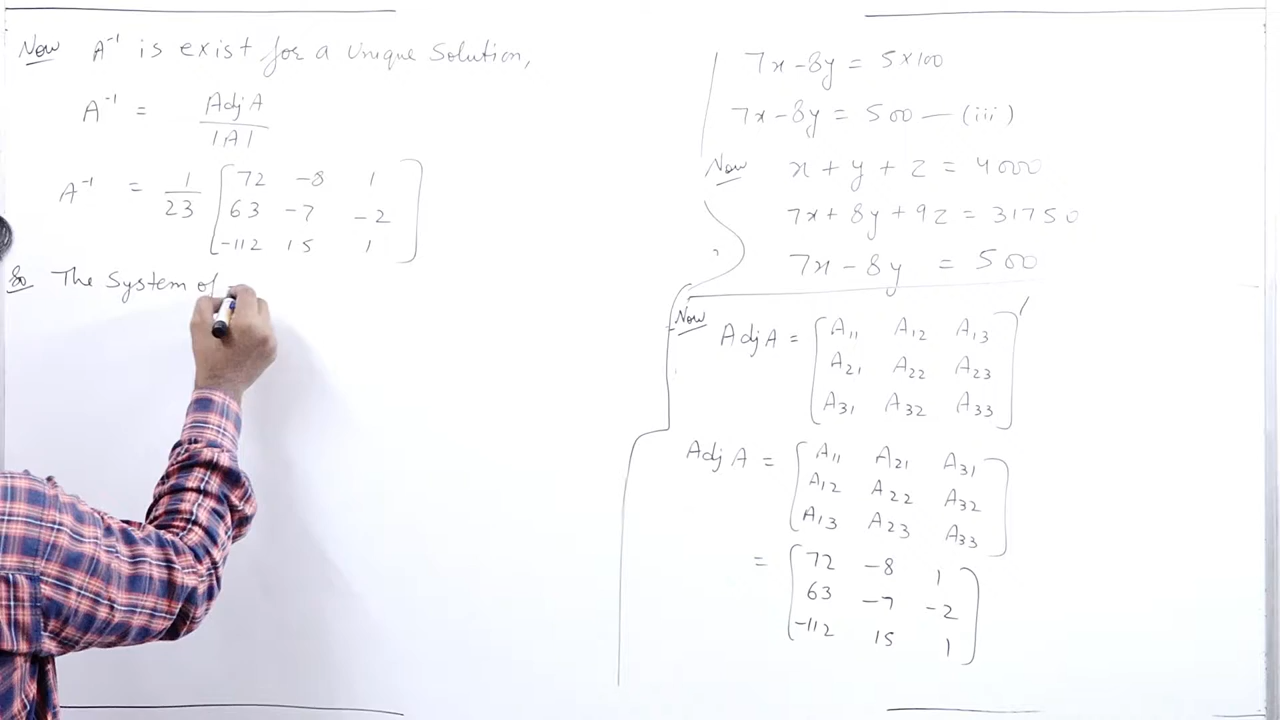 Now A⁻¹ is exist for a Unique Solution,
A⁻¹ = Adj A / |A|
A⁻¹ = 1/23 [ 72 -8 1
63 -7 -2
-112 15 1 ]
So The System of
7x - 8y = 5×100
7x - 8y = 500 — (iii)
Now x + y + z = 4000
7x + 8y + 9z = 31750
7x - 8y = 500
Now Adj A = [ A₁₁ A₁₂ A₁₃
A₂₁ A₂₂ A₂₃
A₃₁ A₃₂ A₃₃ ]′
Adj A = [ A₁₁ A₂₁ A₃₁
A₁₂ A₂₂ A₃₂
A₁₃ A₂₃ A₃₃ ]
= [ 72 -8 1
63 -7 -2
-112 15 1 ]